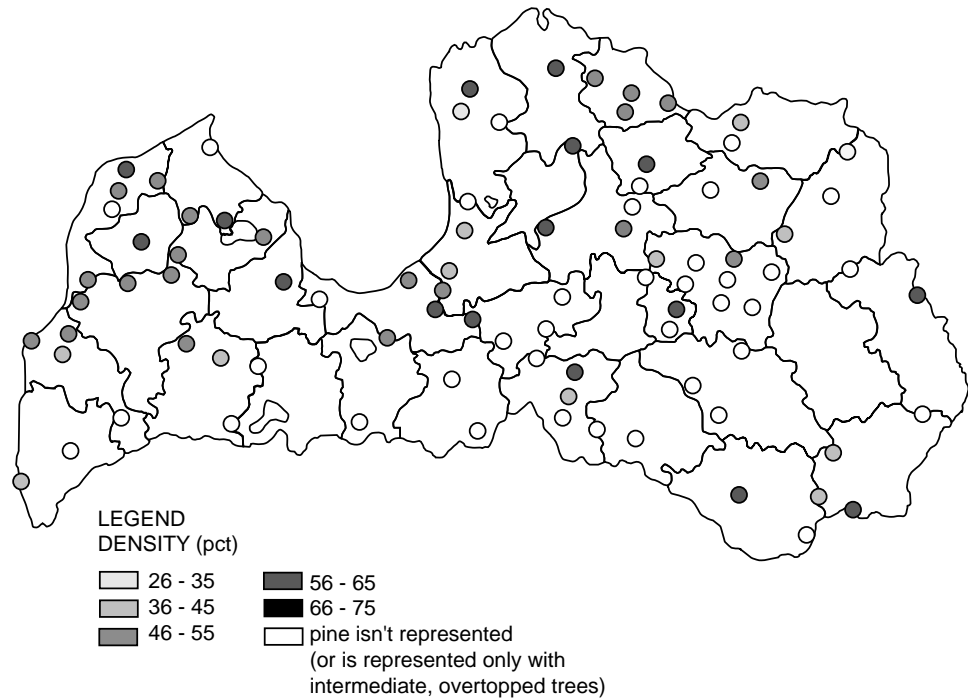 LEGEND
DENSITY (pct)
26 - 35
36 - 45
46 - 55
56 - 65
66 - 75
pine isn't represented
(or is represented only with
intermediate, overtopped trees)